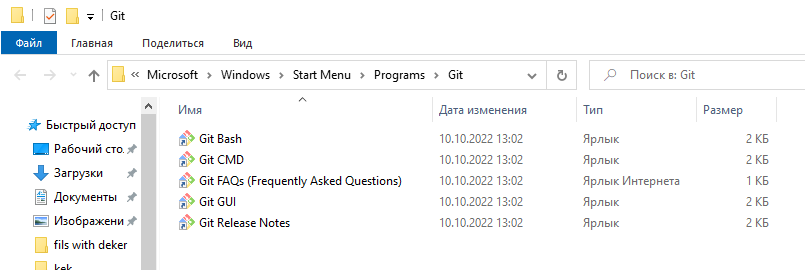 Git
Файл Главная Поделиться Вид
« Microsoft > Windows > Start Menu > Programs > Git Поиск в: Git
Имя Дата изменения Тип Размер
Быстрый доступ
Рабочий сто.
Загрузки
Документы
Изображени
fils with deker
kek
Git Bash 10.10.2022 13:02 Ярлык 2 КБ
Git CMD 10.10.2022 13:02 Ярлык 2 КБ
Git FAQs (Frequently Asked Questions) 10.10.2022 13:02 Ярлык Интернета 1 КБ
Git GUI 10.10.2022 13:02 Ярлык 2 КБ
Git Release Notes 10.10.2022 13:02 Ярлык 2 КБ